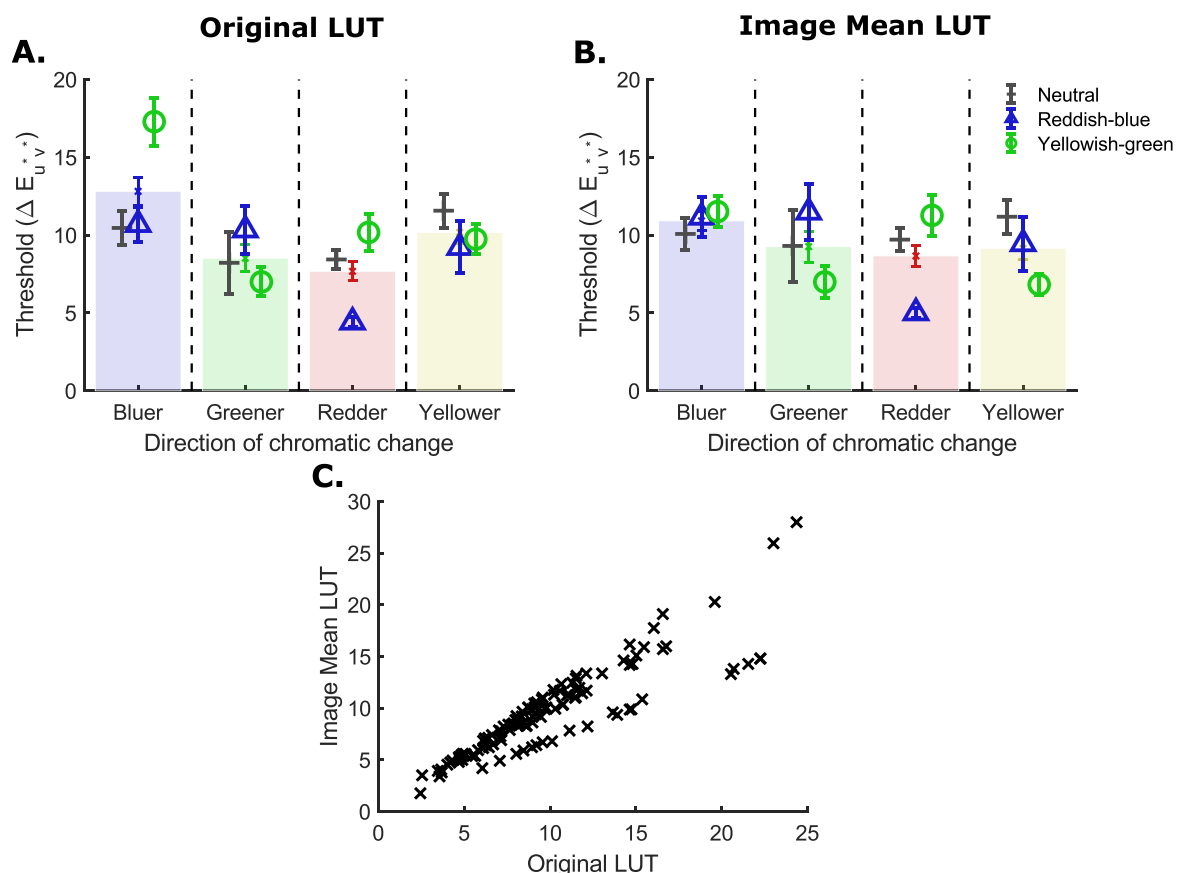 Original LUT
Image Mean LUT
A.
B.
20
15
10
5
0
Threshold (Δ E u* v*)
Bluer Greener Redder Yellower
Direction of chromatic change
20
15
10
5
0
Threshold (Δ E u* v*)
Bluer Greener Redder Yellower
Direction of chromatic change
Neutral
Reddish-blue
Yellowish-green
C.
30
25
20
15
10
5
0
Image Mean LUT
0 5 10 15 20 25
Original LUT